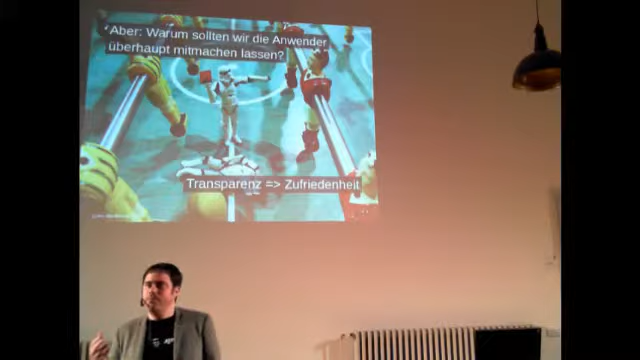 Aber: Warum sollten wir die Anwender
überhaupt mitmachen lassen?
Transparenz => Zufriedenheit